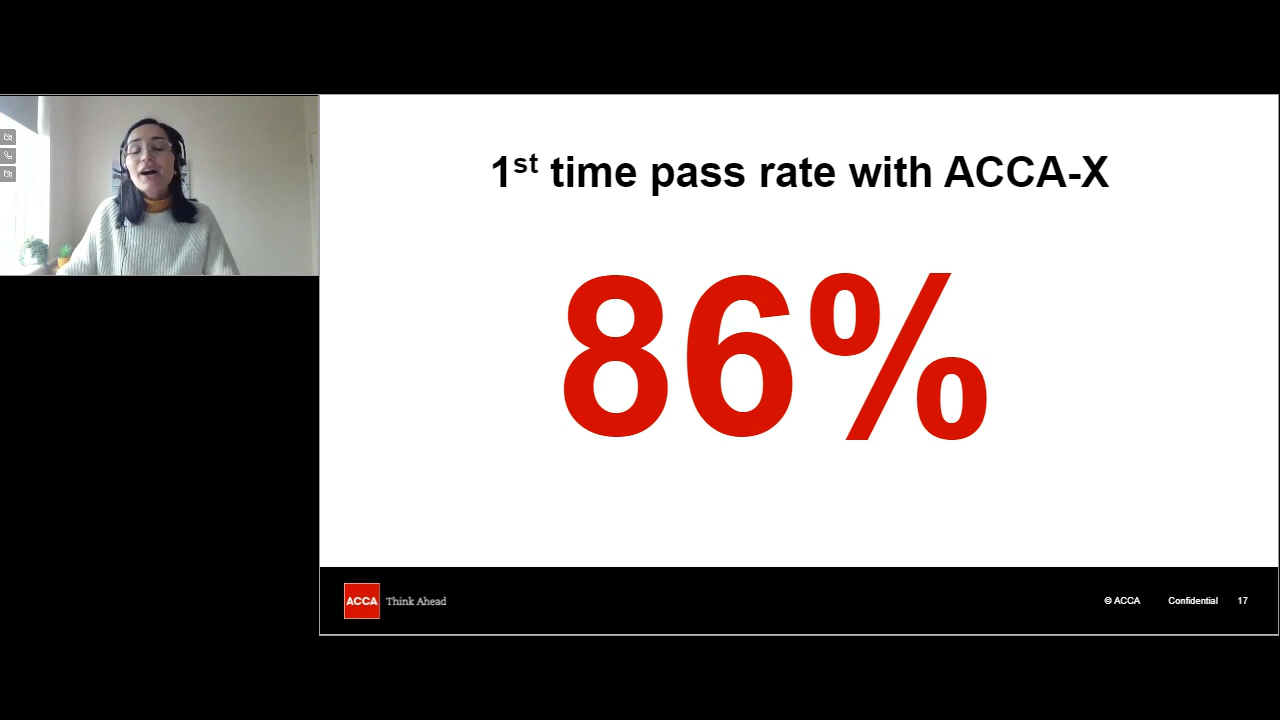 1st time pass rate with ACCA-X
86%
ACCA Think Ahead
© ACCA Confidential 17